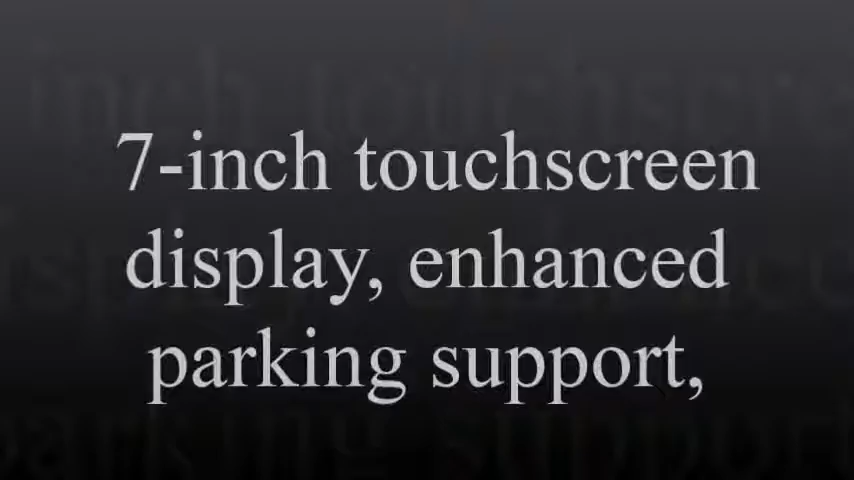 7-inch touchscreen
display, enhanced
parking support,